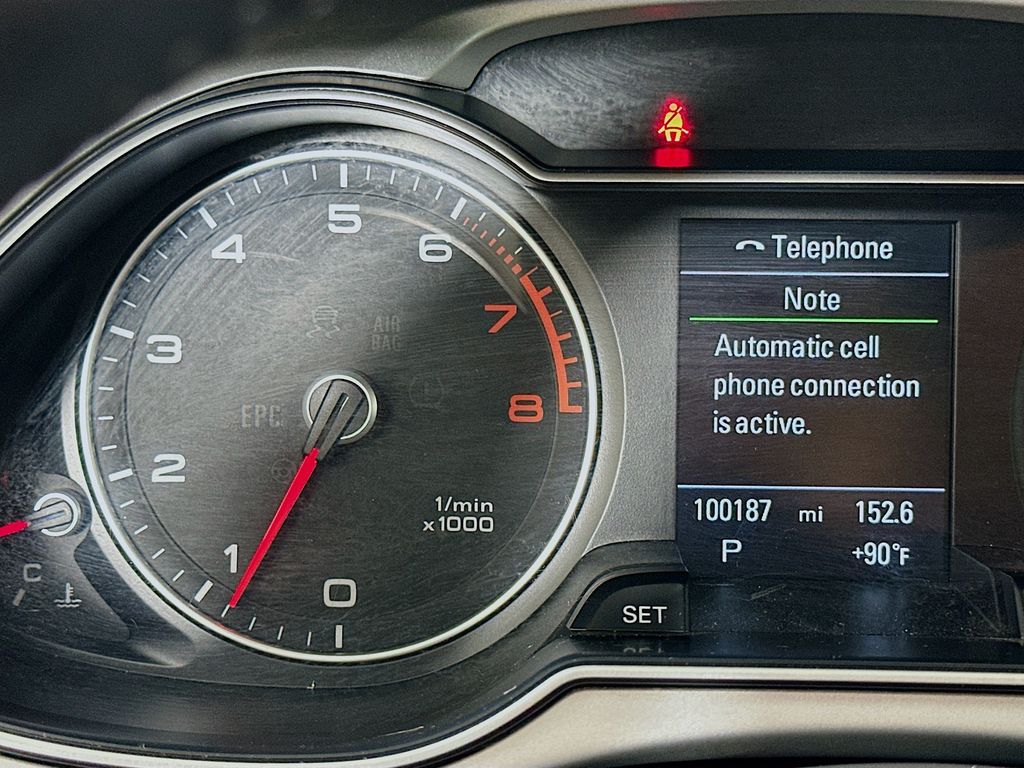 5
4
6
3
7
AIR
BAG
EPC
8
2
1/min
x1000
1
0
C
Telephone
Note
Automatic cell
phone connection
is active.
100187 mi 152.6
P +90°F
SET